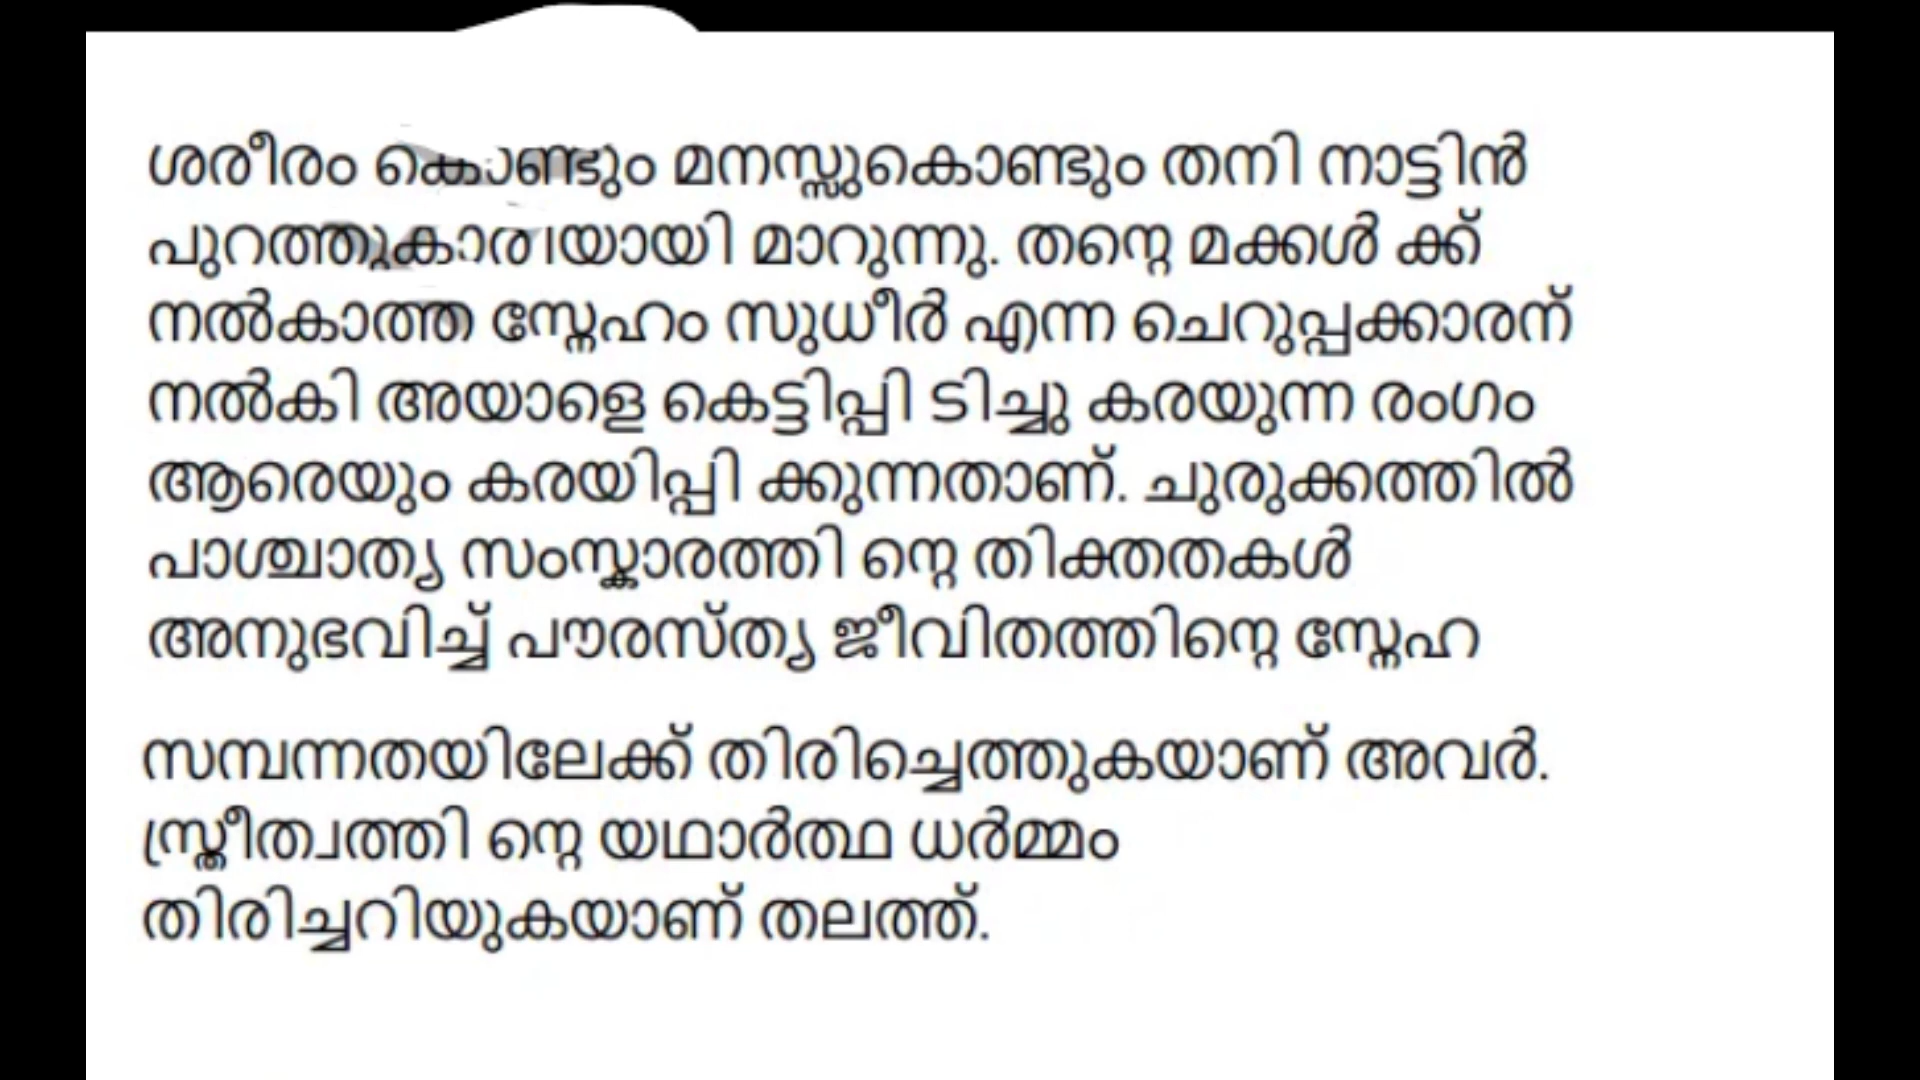 ശരീരം കൊണ്ടും മനസ്സുകൊണ്ടും തനി നാട്ടിൻ
പുറത്തുകാരിയായി മാറുന്നു. തന്റെ മക്കൾ ക്ക്
നൽകാത്ത സ്നേഹം സുധീർ എന്ന ചെറുപ്പക്കാരന്
നൽകി അയാളെ കെട്ടിപ്പി ടിച്ചു കരയുന്ന രംഗം
ആരെയും കരയിപ്പി ക്കുന്നതാണ്. ചുരുക്കത്തിൽ
പാശ്ചാത്യ സംസ്കാരത്തി ന്റെ തിക്തതകൾ
അനുഭവിച്ച് പൗരസ്ത്യ ജീവിതത്തിന്റെ സ്നേഹ
സമ്പന്നതയിലേക്ക് തിരിച്ചെത്തുകയാണ് അവർ.
സ്ത്രീത്വത്തി ന്റെ യഥാർത്ഥ ധർമ്മം
തിരിച്ചറിയുകയാണ് തലത്ത്.